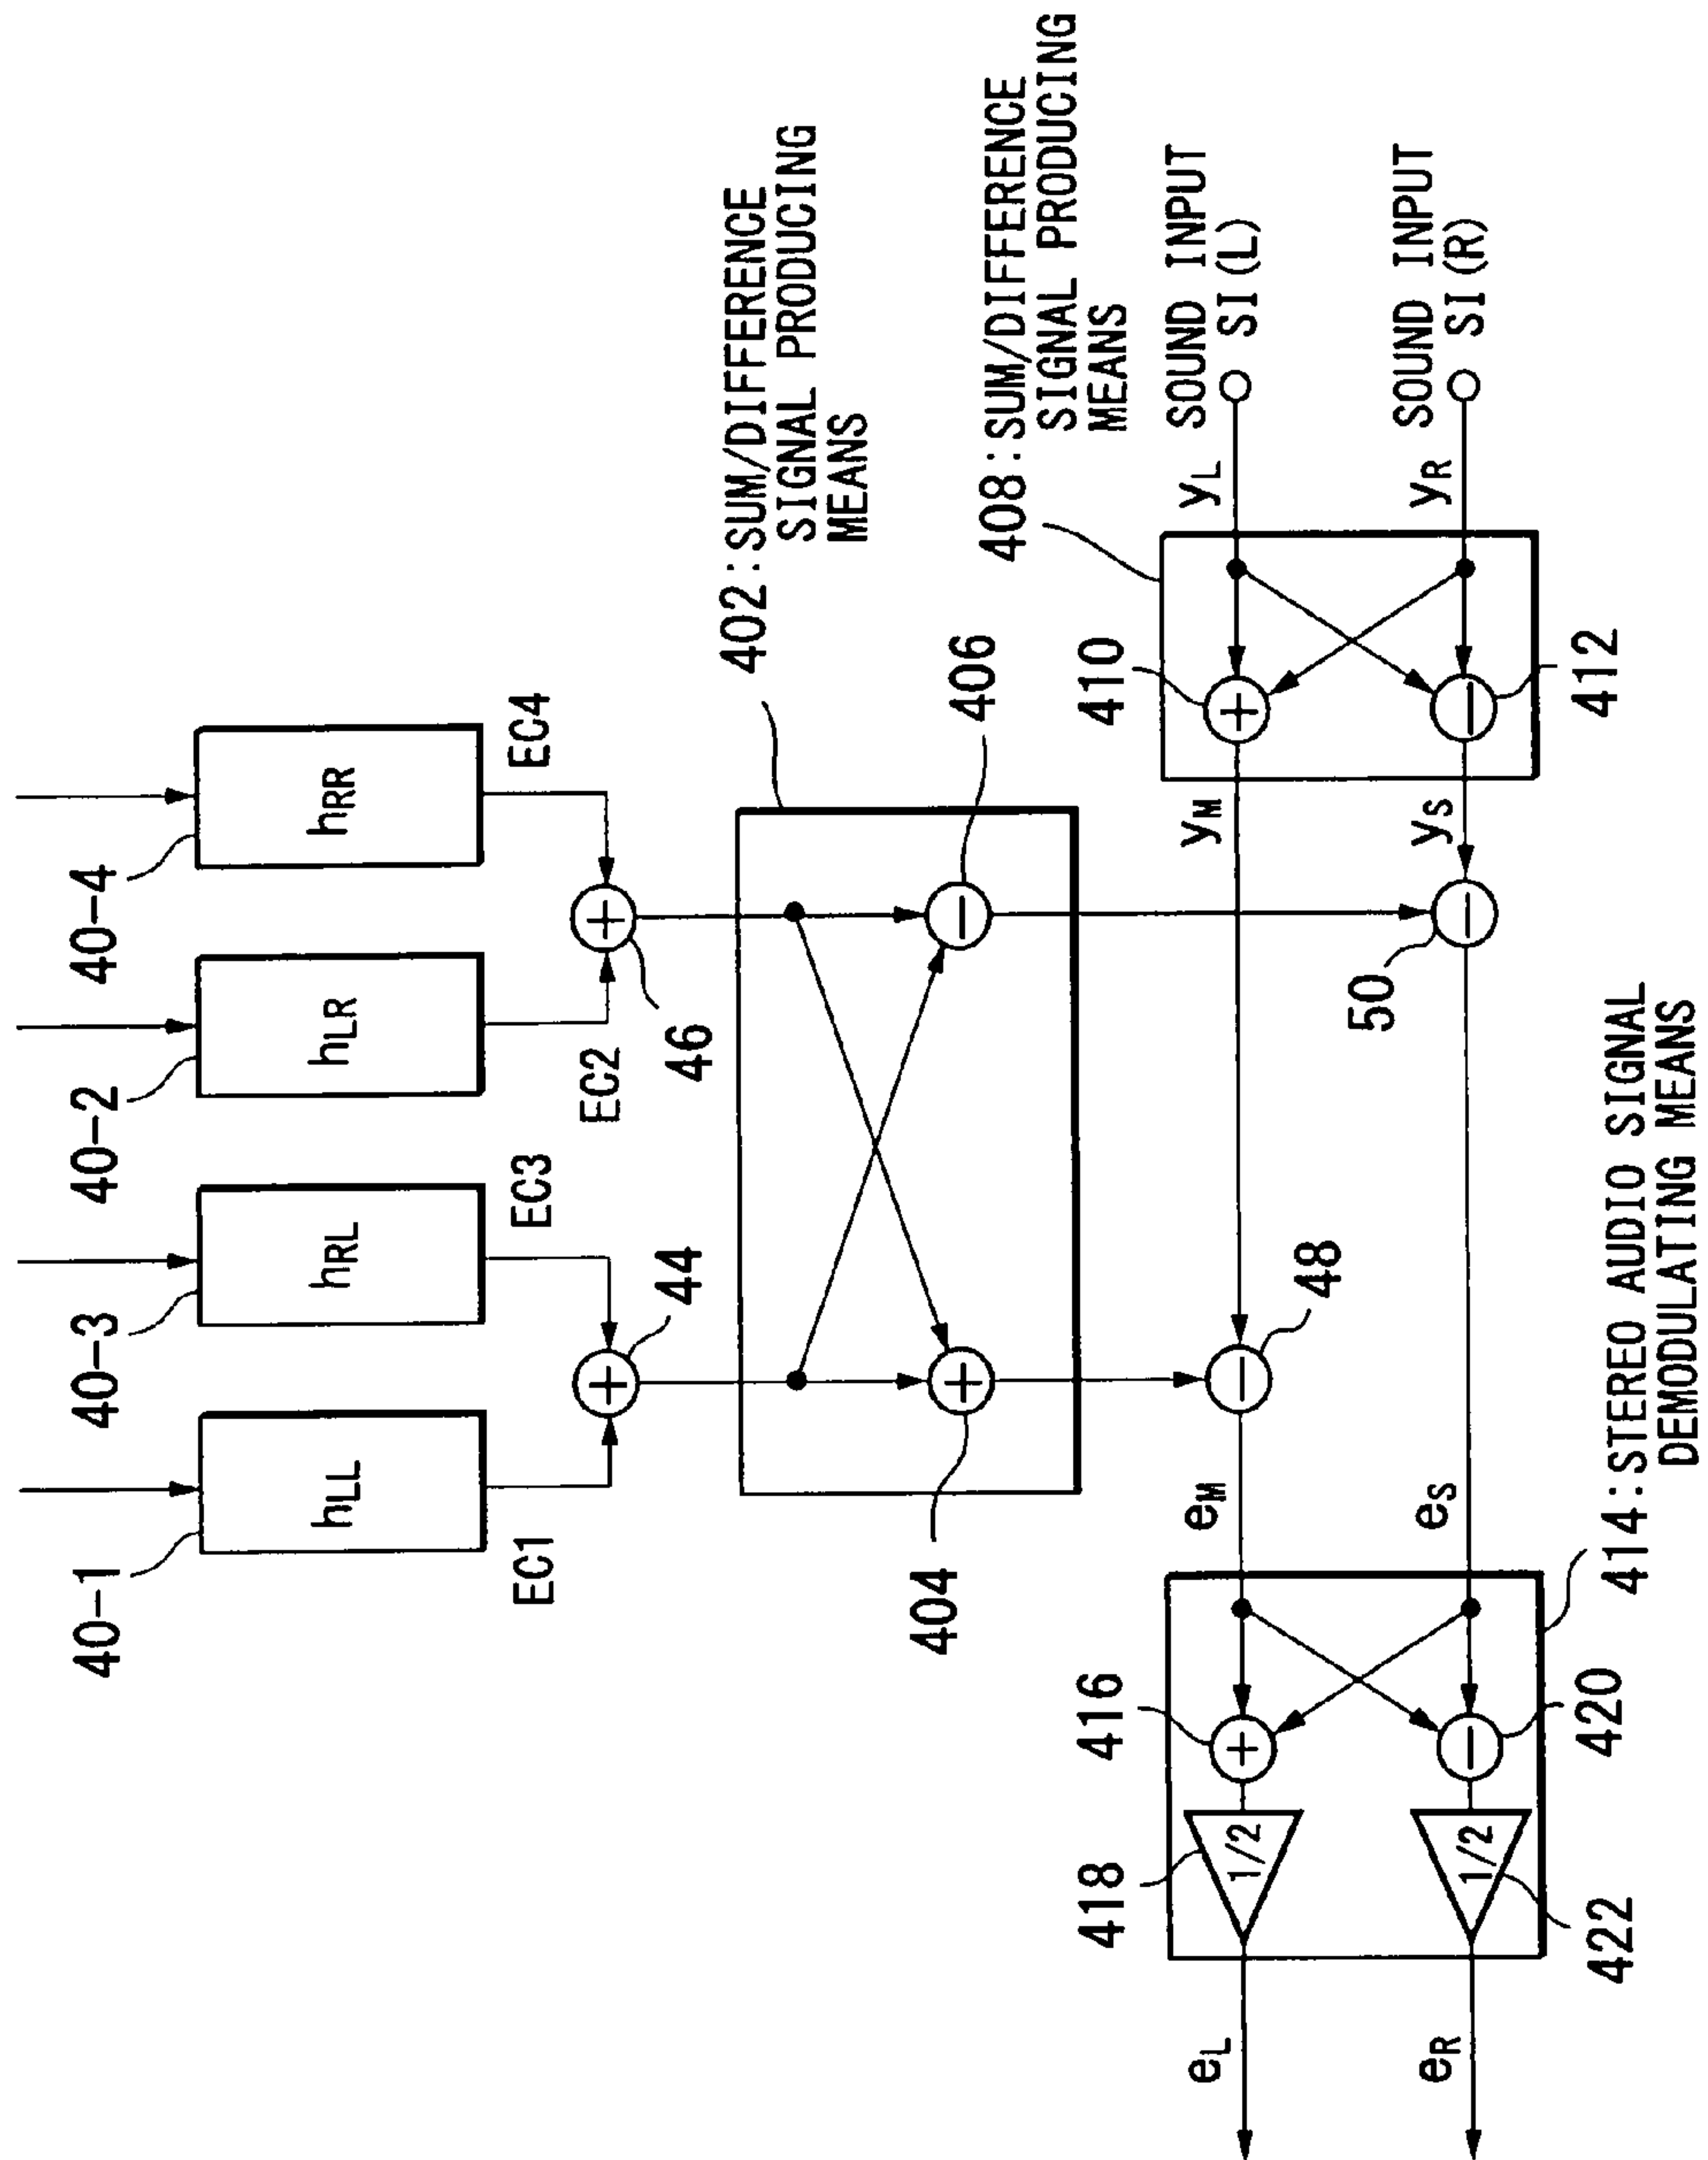 40-1
40-3
40-2
40-4
hLL
hRL
hLR
hRR
EC1
EC3
EC2
EC4
44
46
402:SUM/DIFFERENCE
SIGNAL PRODUCING
MEANS
404
406
408:SUM/DIFFERENCE
SIGNAL PRODUCING
MEANS
416
418
1/2
410
eL
eM
48
yM
yL
SOUND INPUT
SI(L)
eR
eS
50
yS
yR
SOUND INPUT
SI(R)
1/2
422
420
412
414:STEREO AUDIO SIGNAL
DEMODULATING MEANS
+
+
+
−
−
−
+
−
+
−